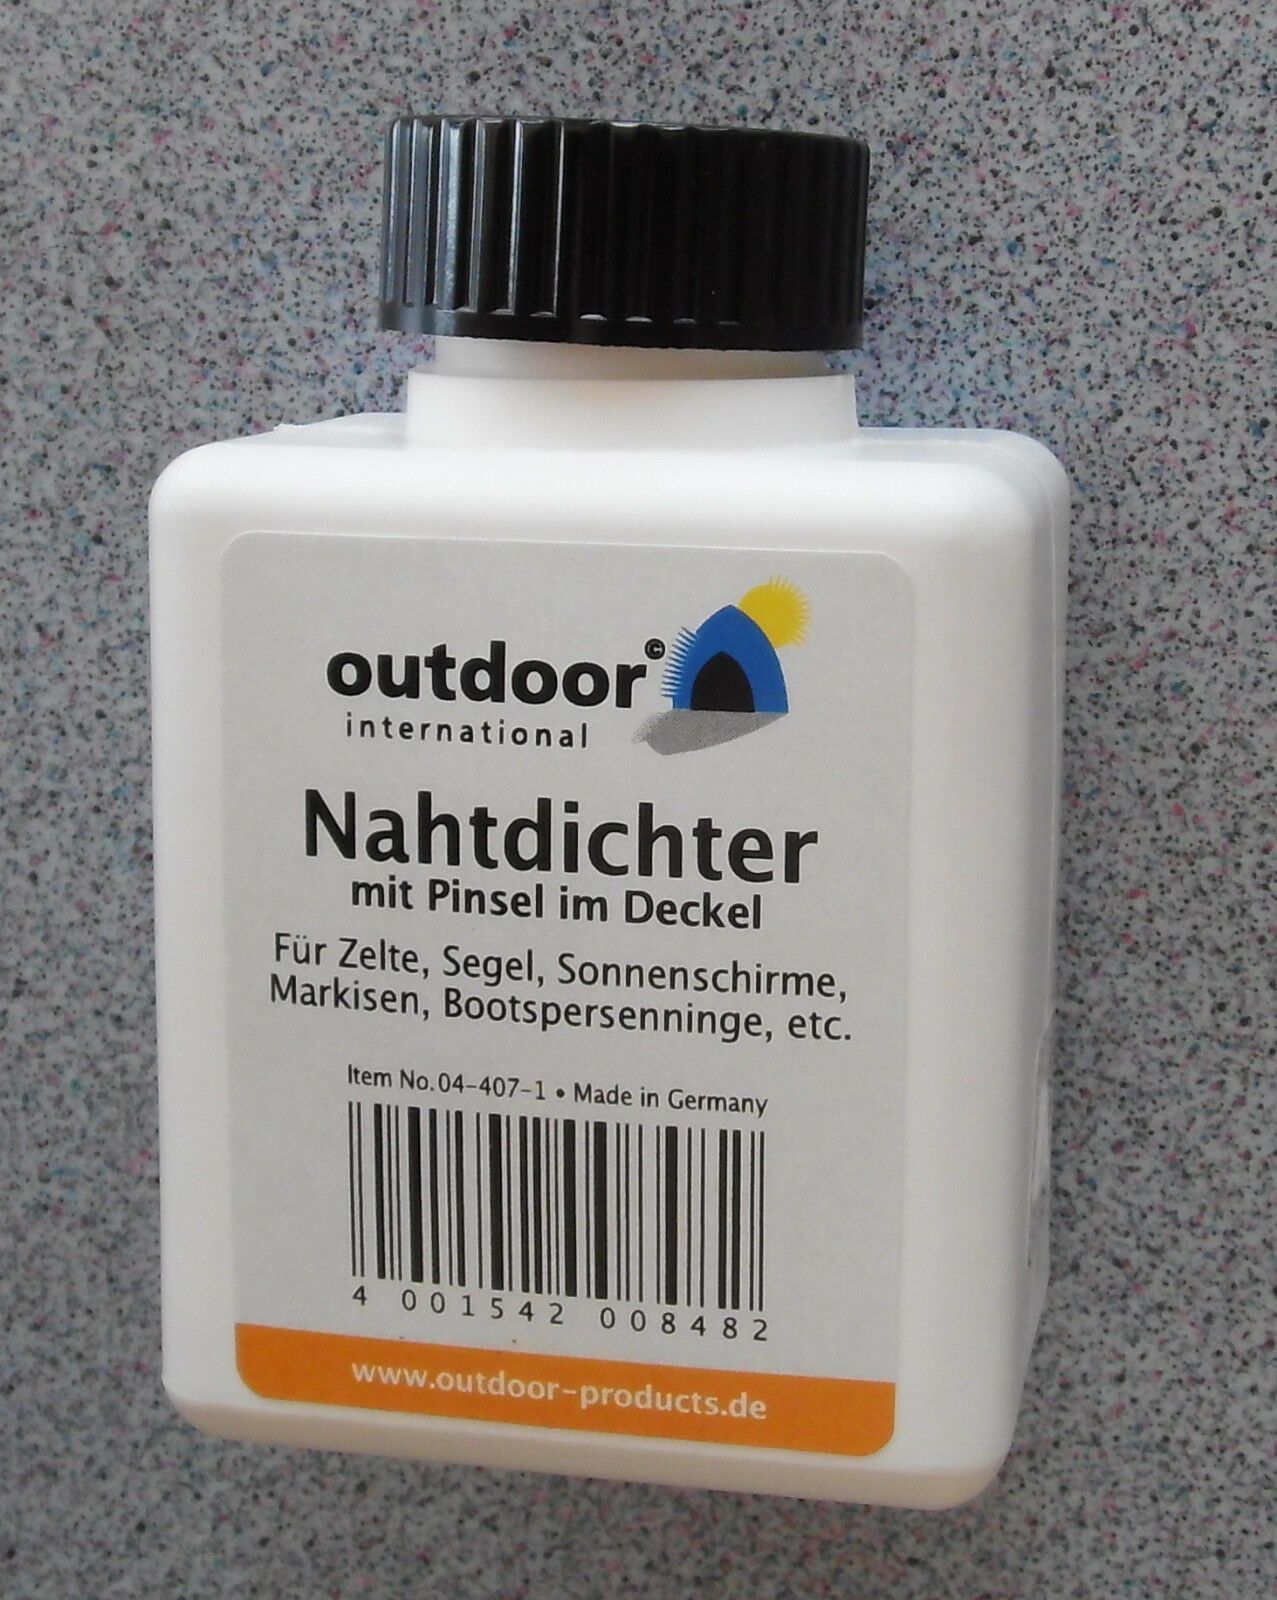 outdoor©
international
Nahtdichter
mit Pinsel im Deckel
Für Zelte, Segel, Sonnenschirme,
Markisen, Bootspersenninge, etc.
Item No. 04-407-1 • Made in Germany
4 001542 008482
www.outdoor-products.de